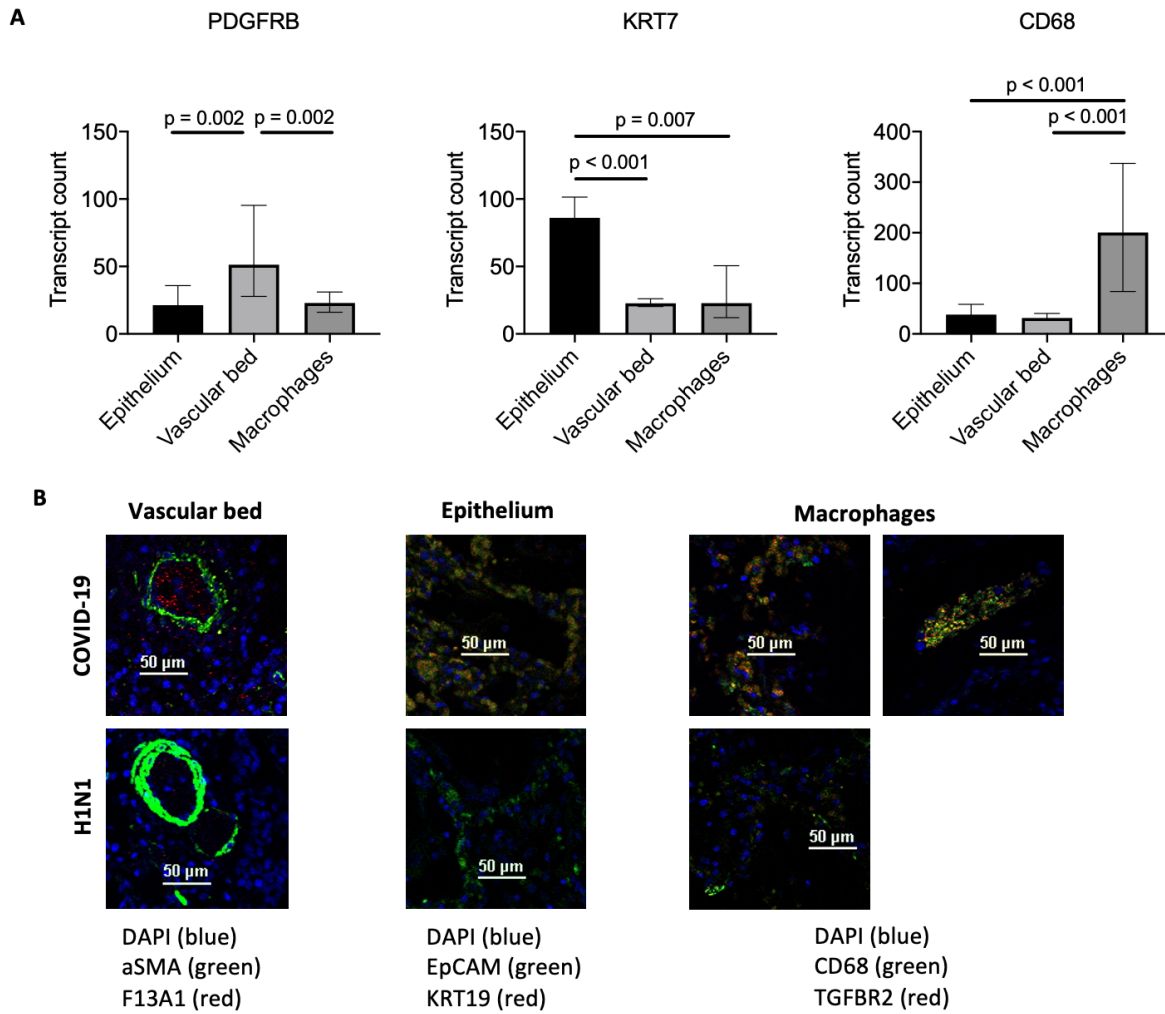 A
PDGFRB
KRT7
CD68
p = 0.002
p = 0.002
p = 0.007
p < 0.001
p < 0.001
p < 0.001
Transcript count
150
100
50
0
Epithelium
Vascular bed
Macrophages
Transcript count
150
100
50
0
Epithelium
Vascular bed
Macrophages
Transcript count
400
300
200
100
0
Epithelium
Vascular bed
Macrophages
B
Vascular bed
Epithelium
Macrophages
COVID-19
50 µm
50 µm
50 µm
50 µm
H1N1
50 µm
50 µm
50 µm
DAPI (blue)
aSMA (green)
F13A1 (red)
DAPI (blue)
EpCAM (green)
KRT19 (red)
DAPI (blue)
CD68 (green)
TGFBR2 (red)